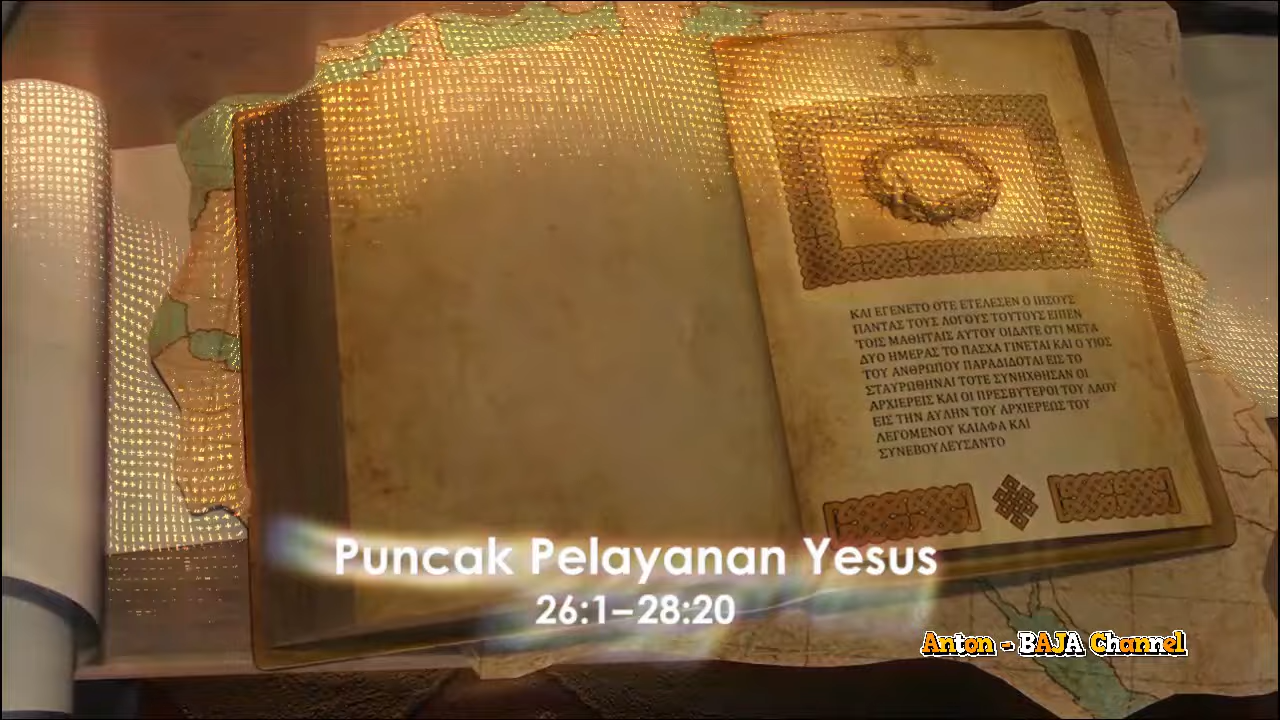 ΚΑΙ ΕΓΕΝΕΤΟ ΟΤΕ ΕΤΕΛΕΣΕΝ Ο ΙΗΣΟΥΣ
ΠΑΝΤΑΣ ΤΟΥΣ ΛΟΓΟΥΣ ΤΟΥΤΟΥΣ ΕΙΠΕΝ
ΤΟΙΣ ΜΑΘΗΤΑΙΣ ΑΥΤΟΥ ΟΙΔΑΤΕ ΟΤΙ ΜΕΤΑ
ΔΥΟ ΗΜΕΡΑΣ ΤΟ ΠΑΣΧΑ ΓΙΝΕΤΑΙ ΚΑΙ Ο ΥΙΟΣ
ΤΟΥ ΑΝΘΡΩΠΟΥ ΠΑΡΑΔΙΔΟΤΑΙ ΕΙΣ ΤΟ
ΣΤΑΥΡΩΘΗΝΑΙ ΤΟΤΕ ΣΥΝΗΧΘΗΣΑΝ ΟΙ
ΑΡΧΙΕΡΕΙΣ ΚΑΙ ΟΙ ΠΡΕΣΒΥΤΕΡΟΙ ΤΟΥ ΛΑΟΥ
ΕΙΣ ΤΗΝ ΑΥΛΗΝ ΤΟΥ ΑΡΧΙΕΡΕΩΣ ΤΟΥ
ΛΕΓΟΜΕΝΟΥ ΚΑΙΑΦΑ ΚΑΙ
ΣΥΝΕΒΟΥΛΕΥΣΑΝΤΟ
Puncak Pelayanan Yesus
26:1–28:20
Anton - BAJA Channel